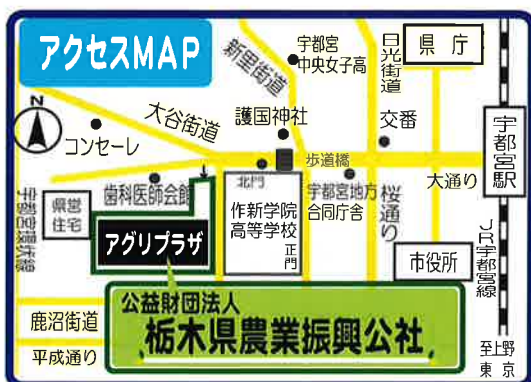 アクセスMAP
新里街道
宇都宮
中央女子高
日光街道
県庁
N
大谷街道
護国神社
交番
宇都宮駅
コンセーレ
歩道橋
大通り
北門
歯科医師会館
宇都宮地方
合同庁舎
桜通り
宇都宮環状線
県営
住宅
作新学院
高等学校
正門
アグリプラザ
市役所
JR宇都宮線
公益財団法人
栃木県農業振興公社
鹿沼街道
平成通り
至上野
東京